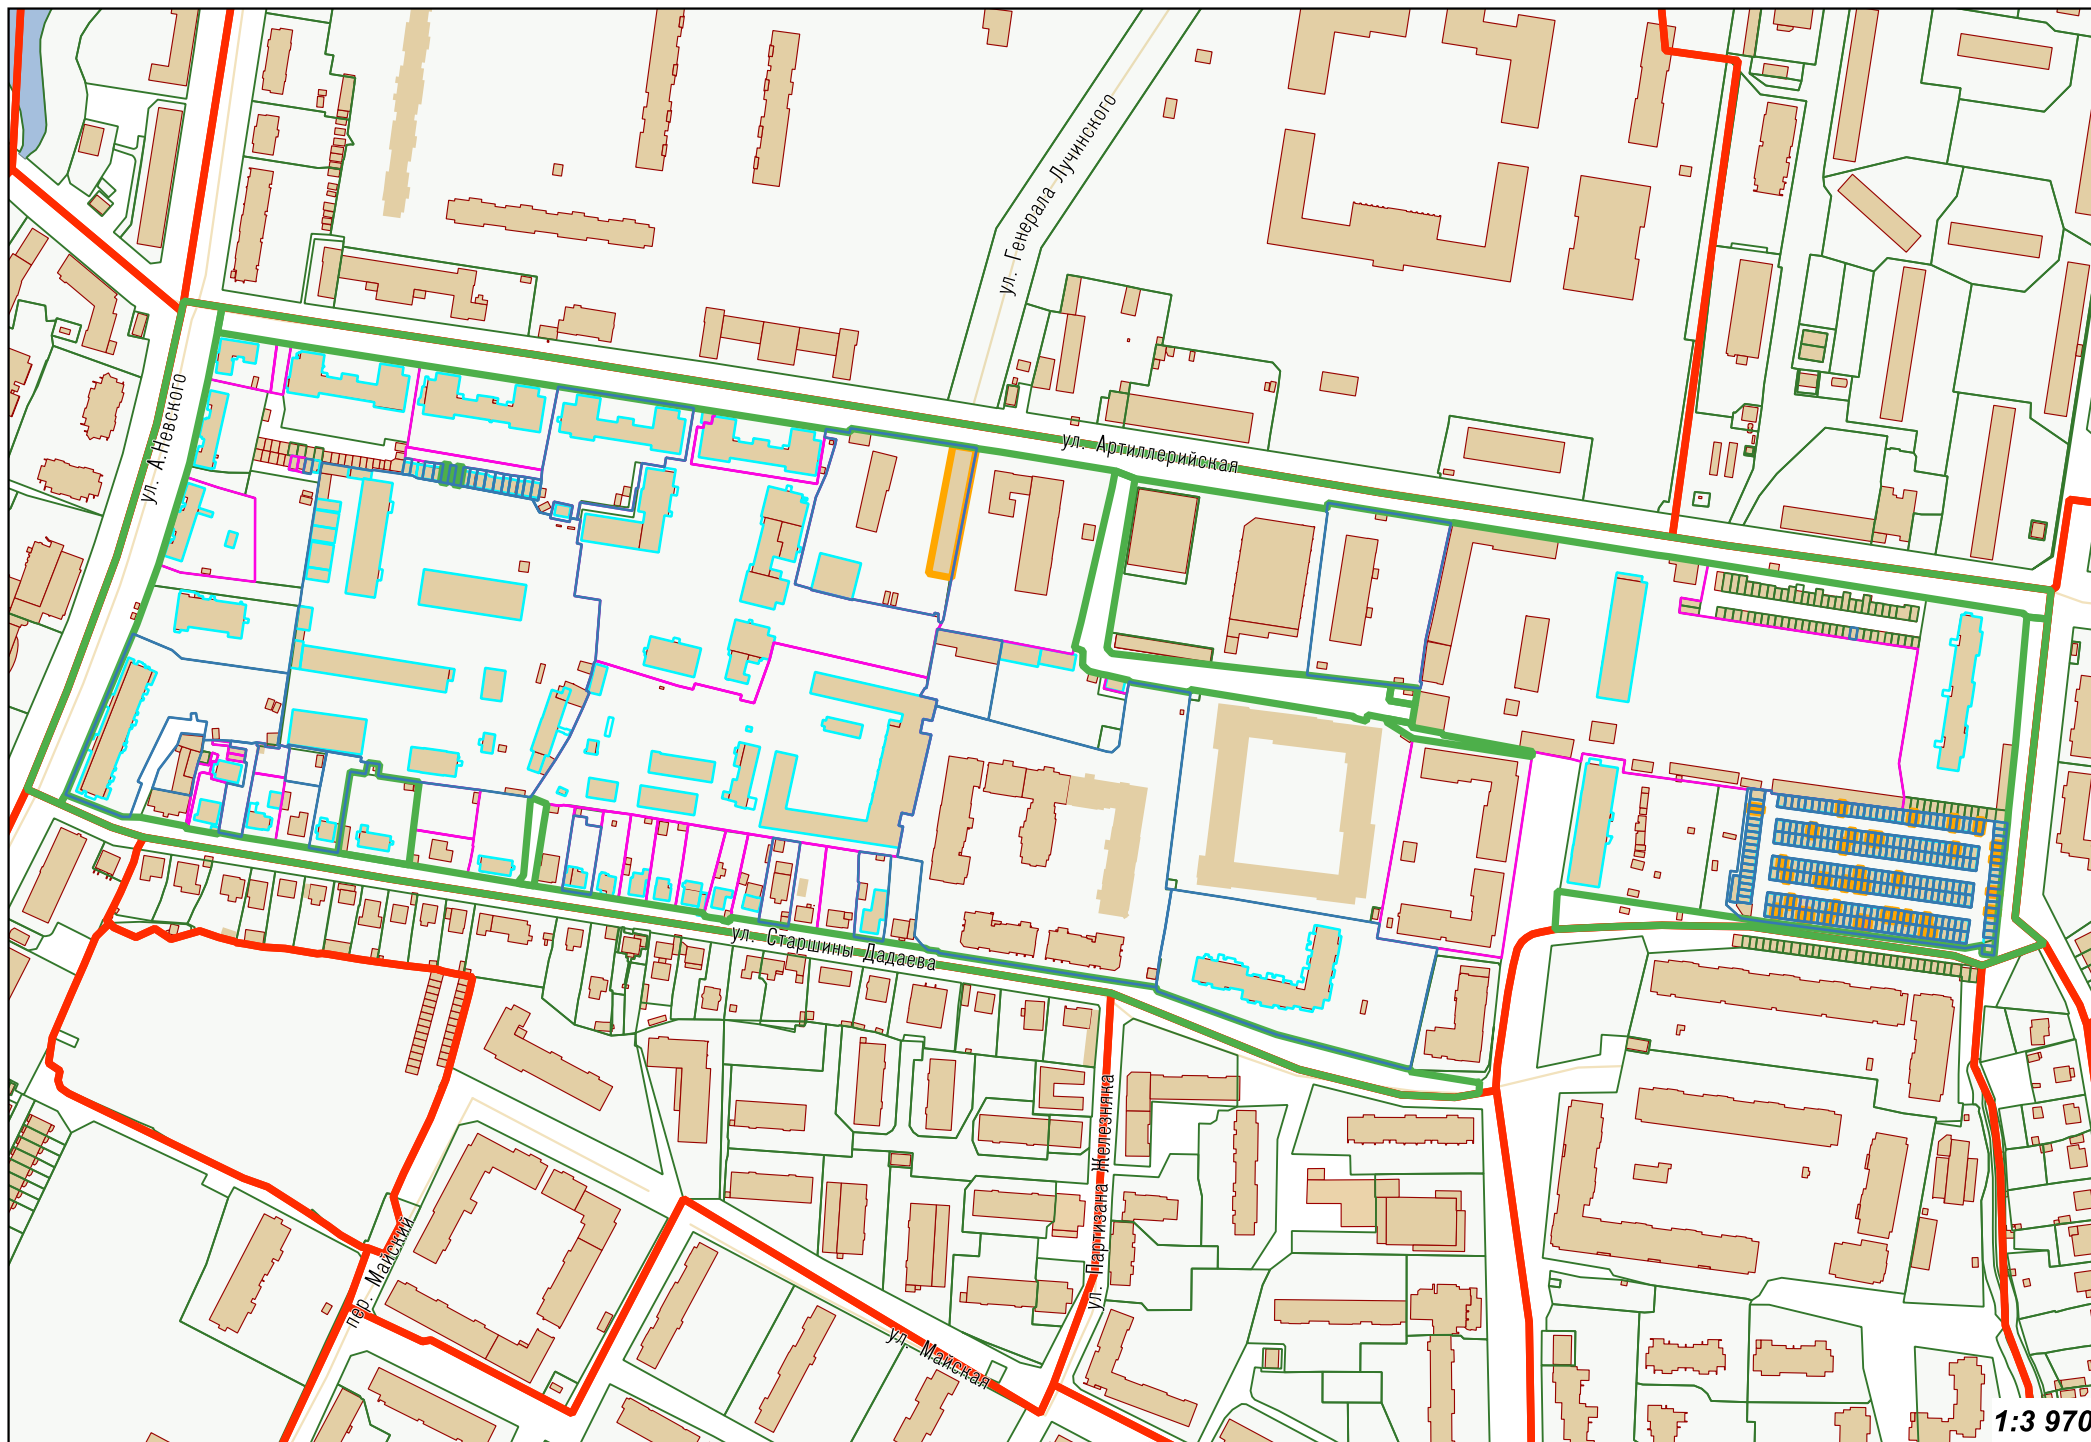 ул. Генерала Лучинского
ул. А.Невского
ул. Артиллерийская
ул. Старшины Дадаева
ул. Партизана Железняка
пер. Майский
ул. Майская
1:3 970